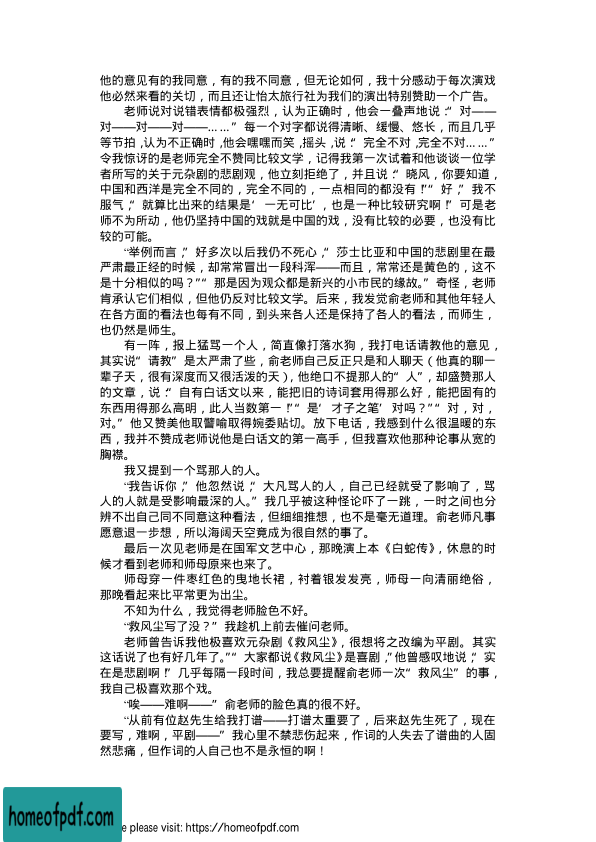 他的意见有的我同意，有的我不同意，但无论如何，我十分感动于每次演戏
他必然来看的关切，而且还让怡太旅行社为我们的演出特别赞助一个广告。
老师说对说错表情都极强烈，认为正确时，他会一叠声地说：“对——
对——对——对——……”每一个对字都说得清晰、缓慢、悠长，而且几乎
等节拍，认为不正确时，他会嘿嘿而笑，摇头，说：“完全不对，完全不对……”
令我惊讶的是老师完全不赞同比较文学，记得我第一次试着和他谈谈一位学
者所写的关于元杂剧的悲剧观，他立刻拒绝了，并且说：“晓风，你要知道，
中国和西洋是完全不同的，完全不同的，一点相同的都没有！”“好，”我不
服气，“就算比出来的结果是‘一无可比’，也是一种比较研究啊！”可是老
师不为所动，他仍坚持中国的戏就是中国的戏，没有比较的必要，也没有比
较的可能。
“举例而言，”好多次以后我仍不死心，“莎士比亚和中国的悲剧里在最
严肃最正经的时候，却常常冒出一段科浑——而且，常常还是黄色的，这不
是十分相似的吗？”“那是因为观众都是新兴的小市民的缘故。”奇怪，老师
肯承认它们相似，但他仍反对比较文学。后来，我发觉俞老师和其他年轻人
在各方面的看法也每有不同，到头来各人还是保持了各人的看法，而师生，
也仍然是师生。
有一阵，报上猛骂一个人，简直像打落水狗，我打电话请教他的意见，
其实说“请教”是太严肃了些，俞老师自己反正只是和人聊天（他真的聊一
辈子天，很有深度而又很活泼的天），他绝口不提那人的“人”，却盛赞那人
的文章，说：“自有白话文以来，能把旧的诗词套用得那么好，能把固有的
东西用得那么高明，此人当数第一！”“是‘才子之笔’对吗？”“对，对，
对。”他又赞美他取譬喻取得婉委贴切。放下电话，我感到什么很温暖的东
西，我并不赞成老师说他是白话文的第一高手，但我喜欢他那种论事从宽的
胸襟。
我又提到一个骂那人的人。
“我告诉你，”他忽然说，“大凡骂人的人，自己已经就受了影响了，骂
人的人就是受影响最深的人。”我几乎被这种怪论吓了一跳，一时之间也分
辨不出自己同不同意这种看法，但细细推想，也不是毫无道理。俞老师凡事
愿意退一步想，所以海阔天空竟成为很自然的事了。
最后一次见老师是在国军文艺中心，那晚演上本《白蛇传》，休息的时
候才看到老师和师母原来也来了。
师母穿一件枣红色的曳地长裙，衬着银发发亮，师母一向清丽绝俗，
那晚看起来比平常更为出尘。
不知为什么，我觉得老师脸色不好。
“救风尘写了没？”我趁机上前去催问老师。
老师曾告诉我他极喜欢元杂剧《救风尘》，很想将之改编为平剧。其实
这话说了也有好几年了。”“大家都说《救风尘》是喜剧，”他曾感叹地说，“实
在是悲剧啊！”几乎每隔一段时间，我总要提醒俞老师一次“救风尘”的事，
我自己极喜欢那个戏。
“唉——难啊——”俞老师的脸色真的很不好。
“从前有位赵先生给我打谱——打谱太重要了，后来赵先生死了，现在
要写，难啊，平剧——”我心里不禁悲伤起来，作词的人失去了谱曲的人固
然悲痛，但作词的人自己也不是永恒的啊！
homeofpdf.com
e please visit: https://homeofpdf.com